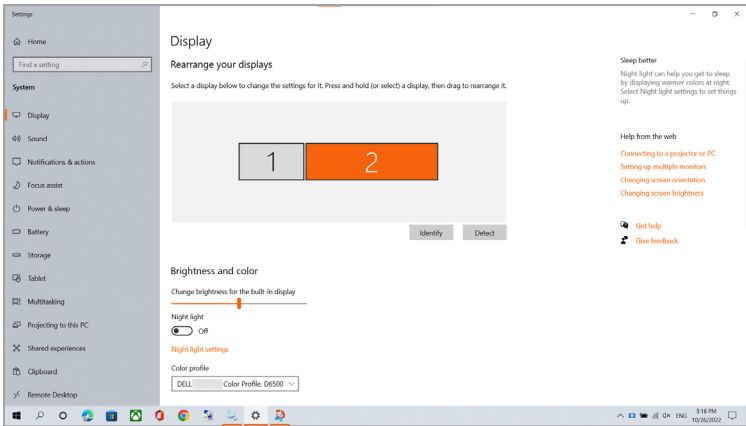 Settings
Home
Find a setting
System
Display
Sound
Notifications & actions
Focus assist
Power & sleep
Battery
Storage
Tablet
Multitasking
Projecting to this PC
Shared experiences
Clipboard
Remote Desktop
Display
Rearrange your displays
Select a display below to change the settings for it. Press and hold (or select) a display, then drag to rearrange it.
1
2
Identify
Detect
Brightness and color
Change brightness for the built-in display
Night light
Off
Night light settings
Color profile
DELL Color Profile, D6500
Sleep better
Night light can help you get to sleep
by displaying warmer colors at night.
Select Night light settings to set things
up.
Help from the web
Connecting to a projector or PC
Setting up multiple monitors
Changing screen orientation
Changing screen brightness
Get help
Give feedback
ENG
5:16 PM
10/26/2022